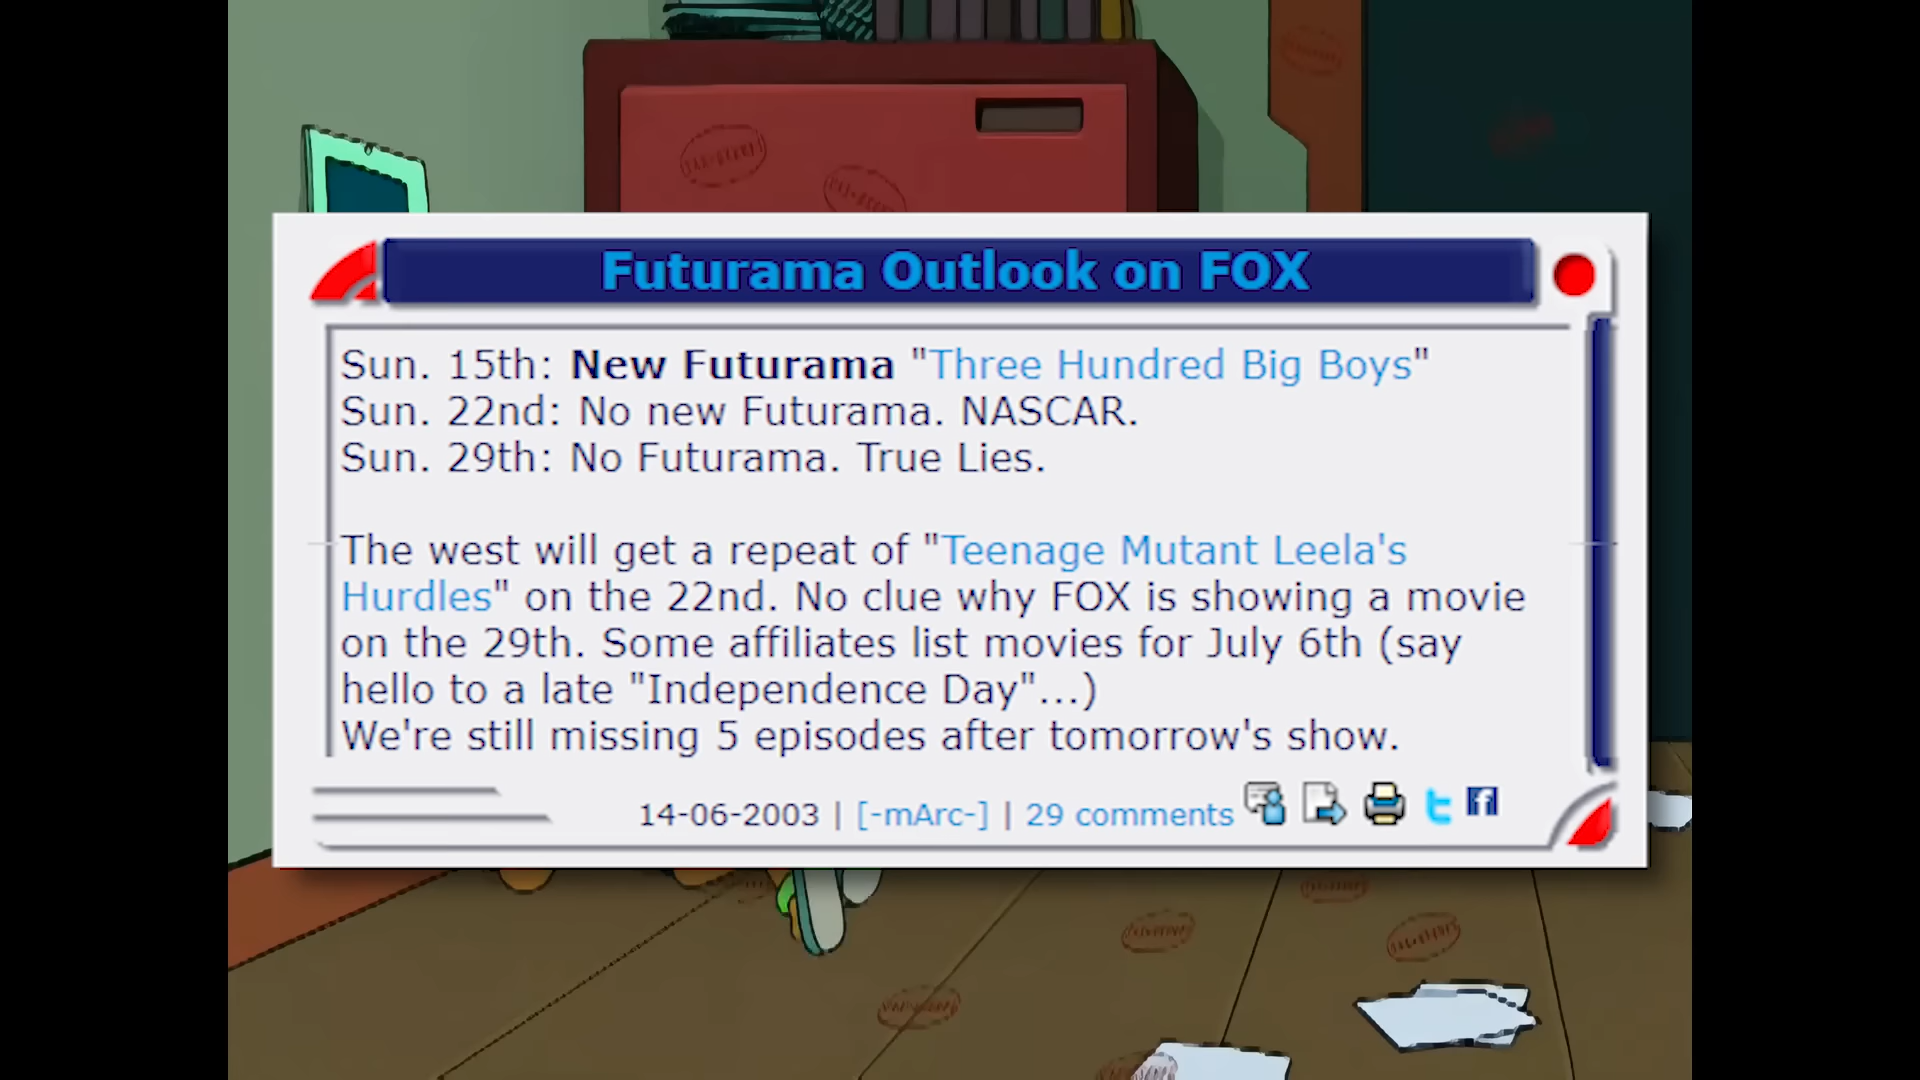 Futurama Outlook on FOX
Sun. 15th: New Futurama "Three Hundred Big Boys"
Sun. 22nd: No new Futurama. NASCAR.
Sun. 29th: No Futurama. True Lies.
The west will get a repeat of "Teenage Mutant Leela's
Hurdles" on the 22nd. No clue why FOX is showing a movie
on the 29th. Some affiliates list movies for July 6th (say
hello to a late "Independence Day"...)
We're still missing 5 episodes after tomorrow's show.
14-06-2003 | [-mArc-] | 29 comments